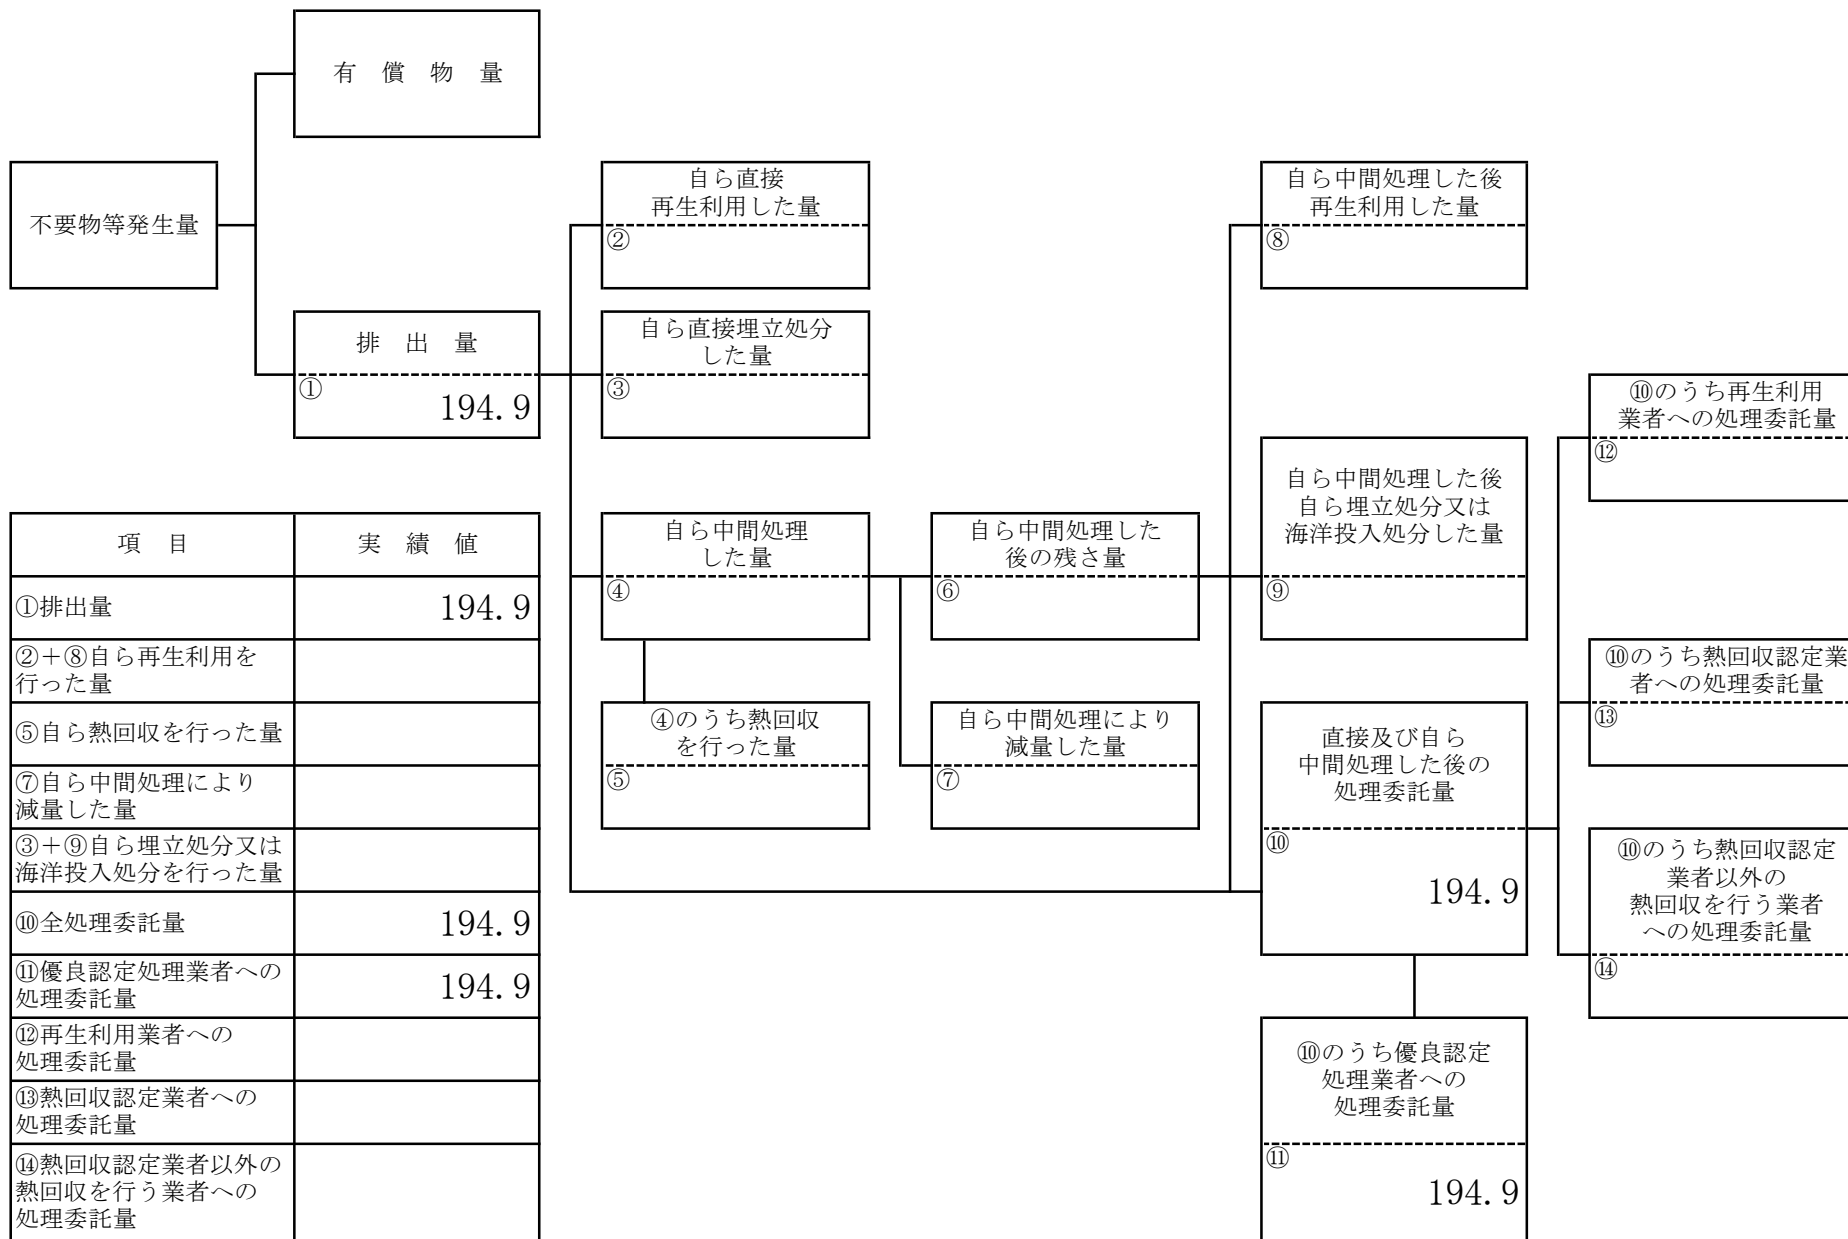 有 償 物 量
不要物等発生量
排 出 量
①
194.9
自ら直接
再生利用した量
②
自ら直接埋立処分
した量
③
自ら中間処理
した量
④
④のうち熱回収
を行った量
⑤
自ら中間処理した
後の残さ量
⑥
自ら中間処理により
減量した量
⑦
自ら中間処理した後
再生利用した量
⑧
自ら中間処理した後
自ら埋立処分又は
海洋投入処分した量
⑨
直接及び自ら
中間処理した後の
処理委託量
⑩
194.9
⑩のうち優良認定
処理業者への
処理委託量
⑪
194.9
⑩のうち再生利用
業者への処理委託量
⑫
⑩のうち熱回収認定業
者への処理委託量
⑬
⑩のうち熱回収認定
業者以外の
熱回収を行う業者
への処理委託量
⑭
項 目 実 績 値
①排出量 194.9
②+⑧自ら再生利用を
行った量
⑤自ら熱回収を行った量
⑦自ら中間処理により
減量した量
③+⑨自ら埋立処分又は
海洋投入処分を行った量
⑩全処理委託量 194.9
⑪優良認定処理業者への
処理委託量 194.9
⑫再生利用業者への
処理委託量
⑬熱回収認定業者への
処理委託量
⑭熱回収認定業者以外の
熱回収を行う業者への
処理委託量